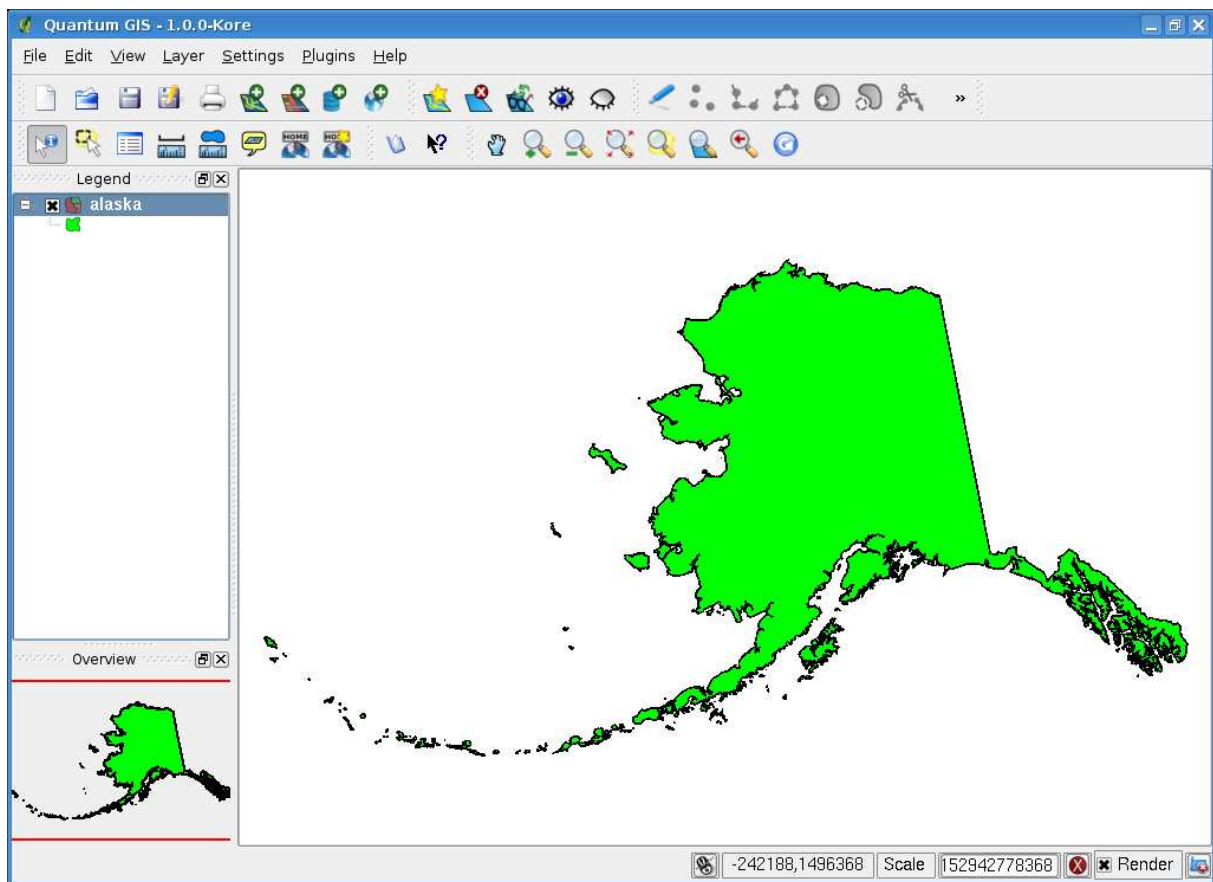 Quantum GIS - 1.0.0-Kore
File Edit View Layer Settings Plugins Help
»
HOME
Legend
alaska
Overview
-242188,1496368 Scale 152942778368 Render